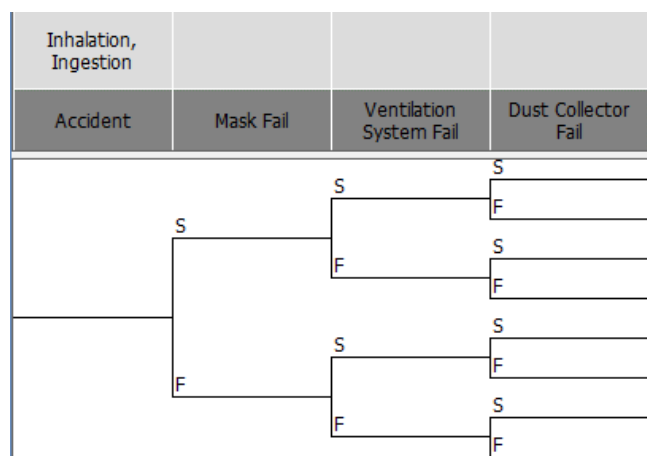 Inhalation,
Ingestion
Accident
Mask Fail
Ventilation
System Fail
Dust Collector
Fail
S
S
S
F
F
S
F
F
S
S
F
F
S
F